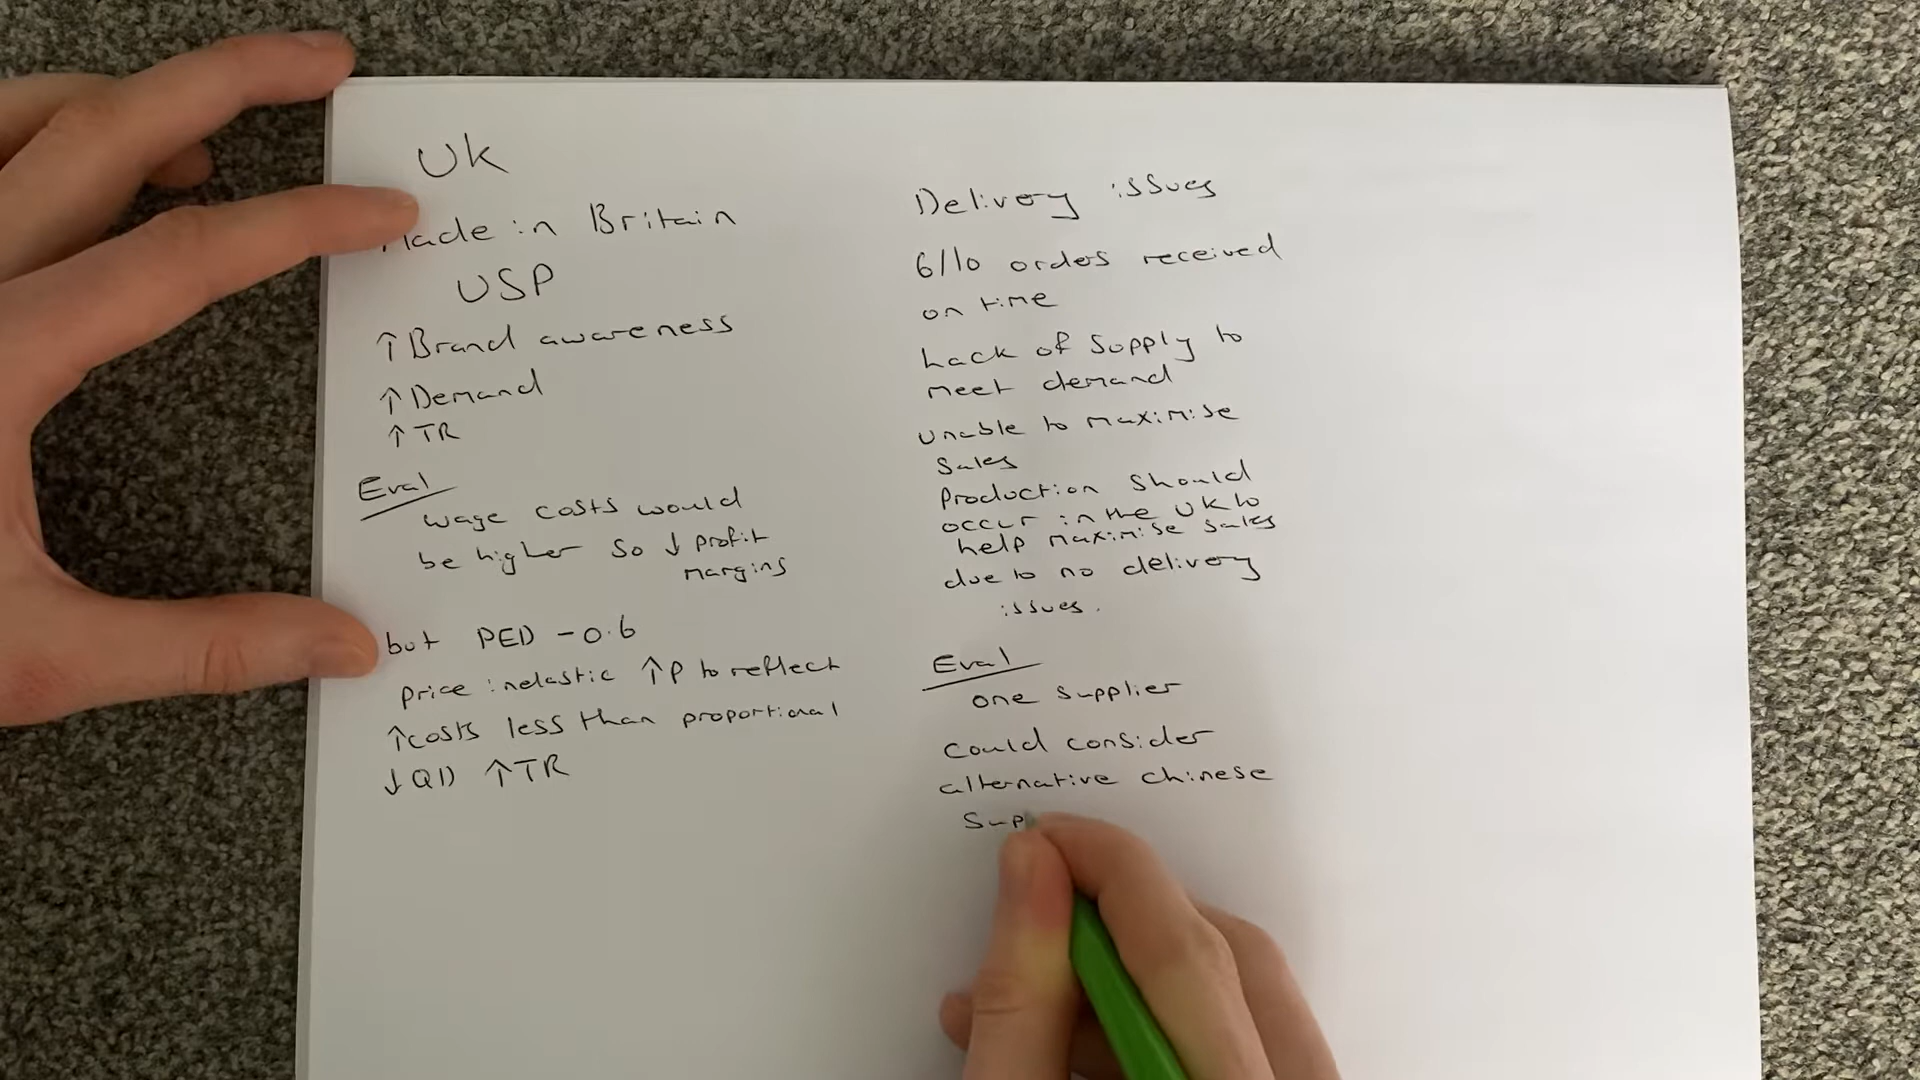 UK
Made in Britain
USP
↑ Brand awareness
↑ Demand
↑ TR
Eval
wage costs would
be higher so ↓ profit
margins
but PED -0.6
price inelastic ↑P to reflect
↑costs less than proportional
↓ QD ↑ TR
Delivery issues
6/10 orders received
on time
Lack of supply to
meet demand
unable to maximise
sales
production should
occur in the UK to
help maximise sales
due to no delivery
issues.
Eval
one supplier
could consider
alternative chinese
Sup